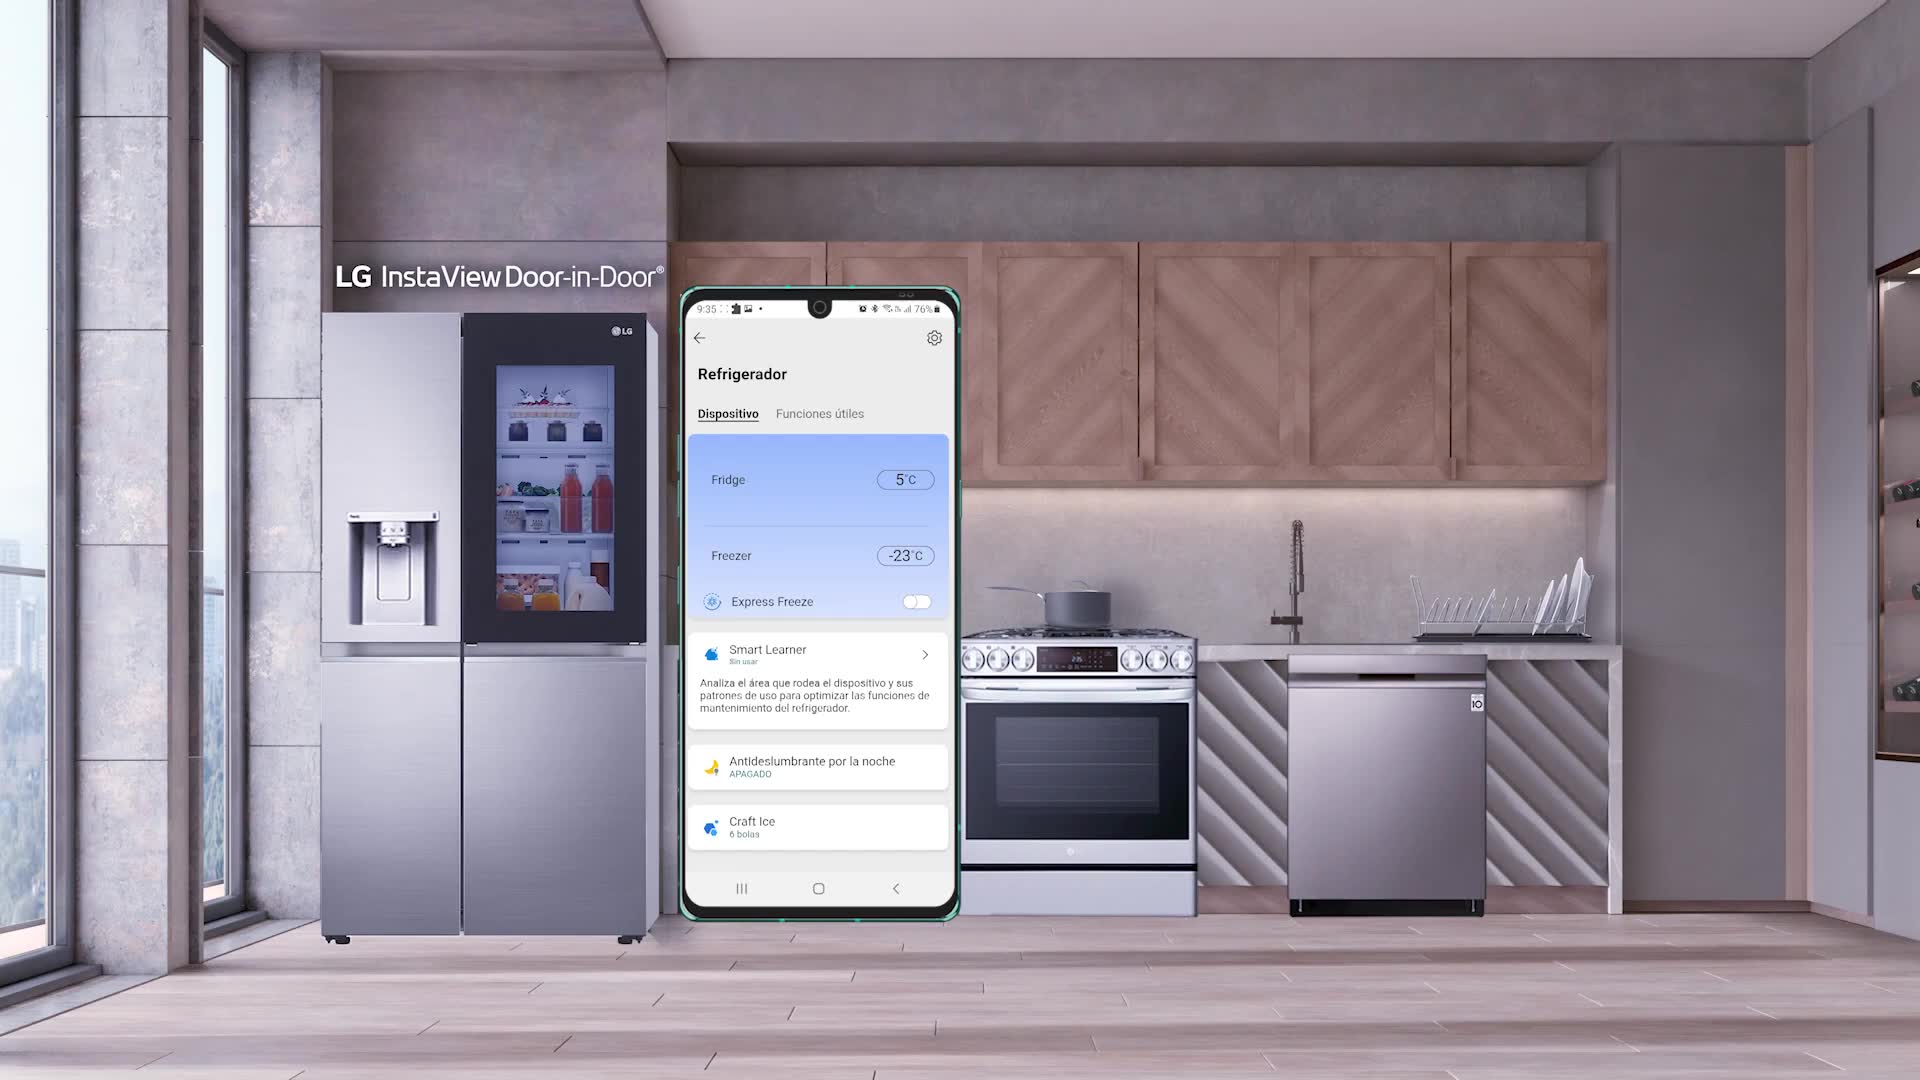 LG InstaView Door-in-Door®
LG
9:35
76%
Refrigerador
Dispositivo
Funciones útiles
Fridge
5°C
Freezer
-23°C
Express Freeze
Smart Learner
Sin usar
Analiza el área que rodea el dispositivo y sus
patrones de uso para optimizar las funciones de
mantenimiento del refrigerador.
Antideslumbrante por la noche
APAGADO
Craft Ice
6 bolas
10